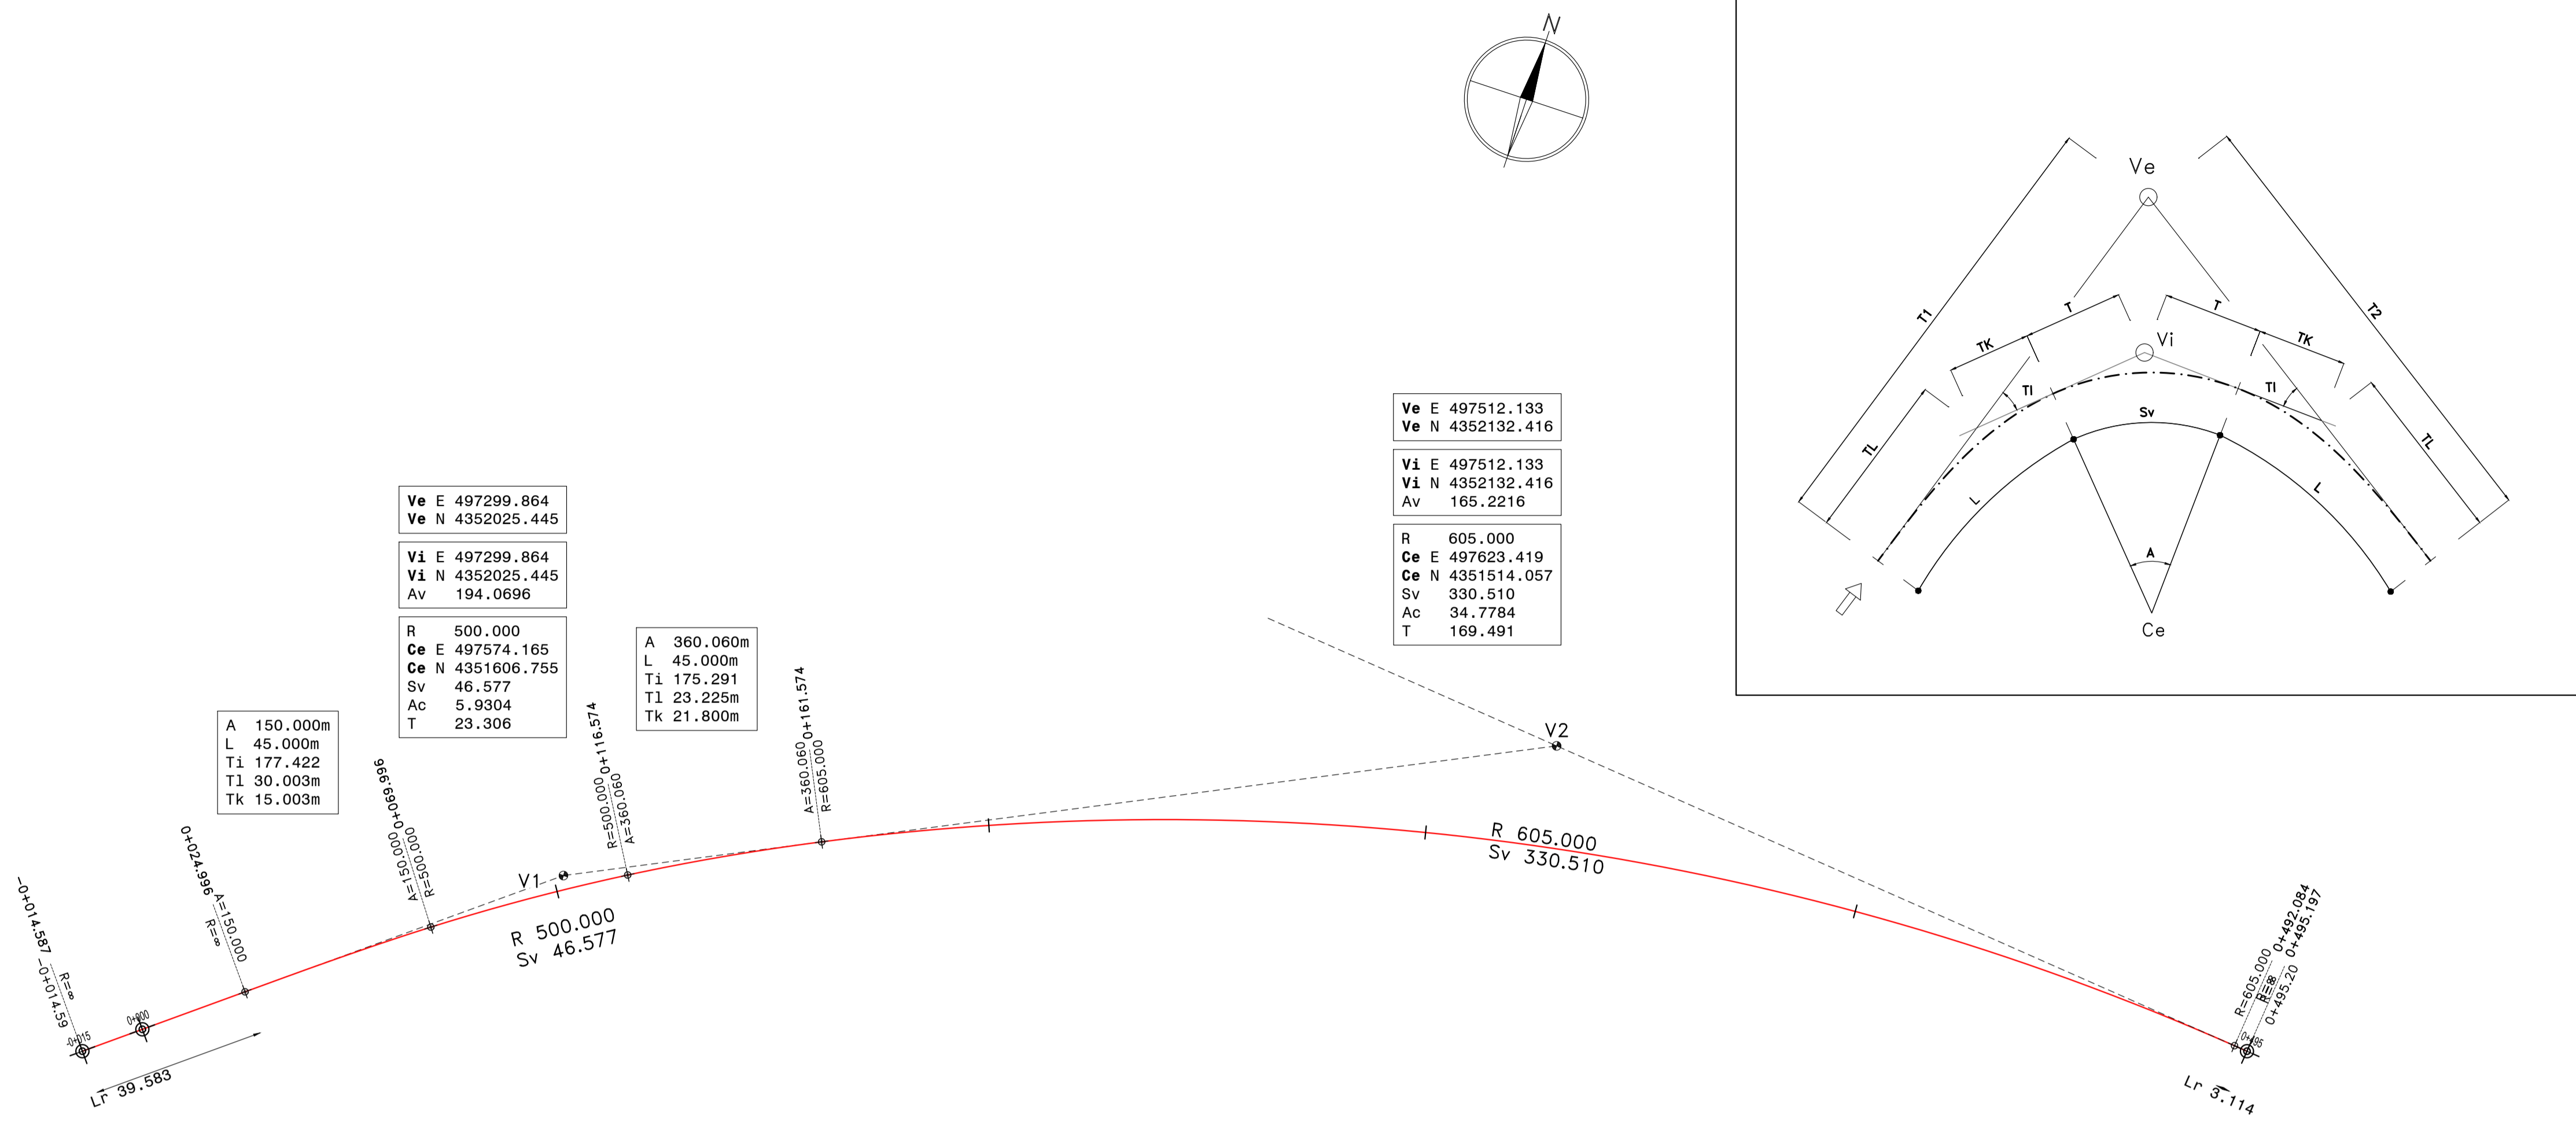 N
Ve
Vi
T1
T2
T
T
TK
TK
Tl
Tl
TL
TL
Sv
L
L
A
Ce
Ve E 497512.133
Ve N 4352132.416
Vi E 497512.133
Vi N 4352132.416
Av 165.2216
R 605.000
Ce E 497623.419
Ce N 4351514.057
Sv 330.510
Ac 34.7784
T 169.491
Ve E 497299.864
Ve N 4352025.445
Vi E 497299.864
Vi N 4352025.445
Av 194.0696
R 500.000
Ce E 497574.165
Ce N 4351606.755
Sv 46.577
Ac 5.9304
T 23.306
A 360.060m
L 45.000m
Ti 175.291
Tl 23.225m
Tk 21.800m
A 150.000m
L 45.000m
Ti 177.422
Tl 30.003m
Tk 15.003m
-0+014.587
R=∞
-0+014.59
-0+015
0+000
0+024.996
A=150.000
R=∞
0+069.996
A=150.000
R=500.000
V1
0+116.574
R=500.000
A=360.060
0+161.574
A=360.060
R=605.000
V2
R 500.000
Sv 46.577
R 605.000
Sv 330.510
0+492.084
R=605.000
R=∞
0+495.197
R=∞
0+495.20
0+495
Lr 39.583
Lr 3.114